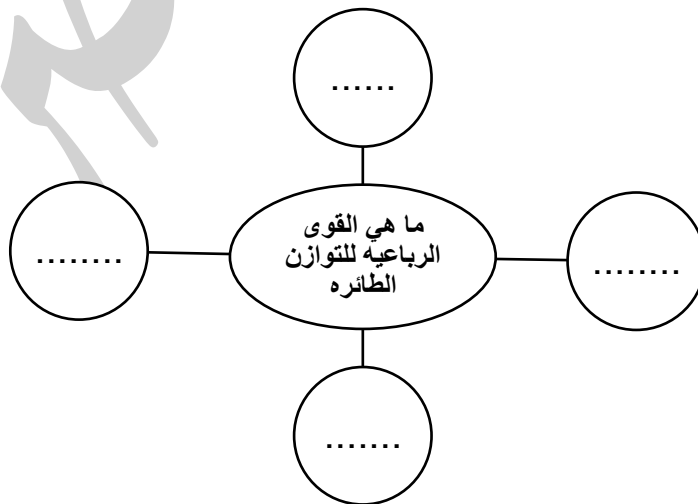 ......
ما هي القوى
الرباعيه للتوازن
الطائره
........
........
.......